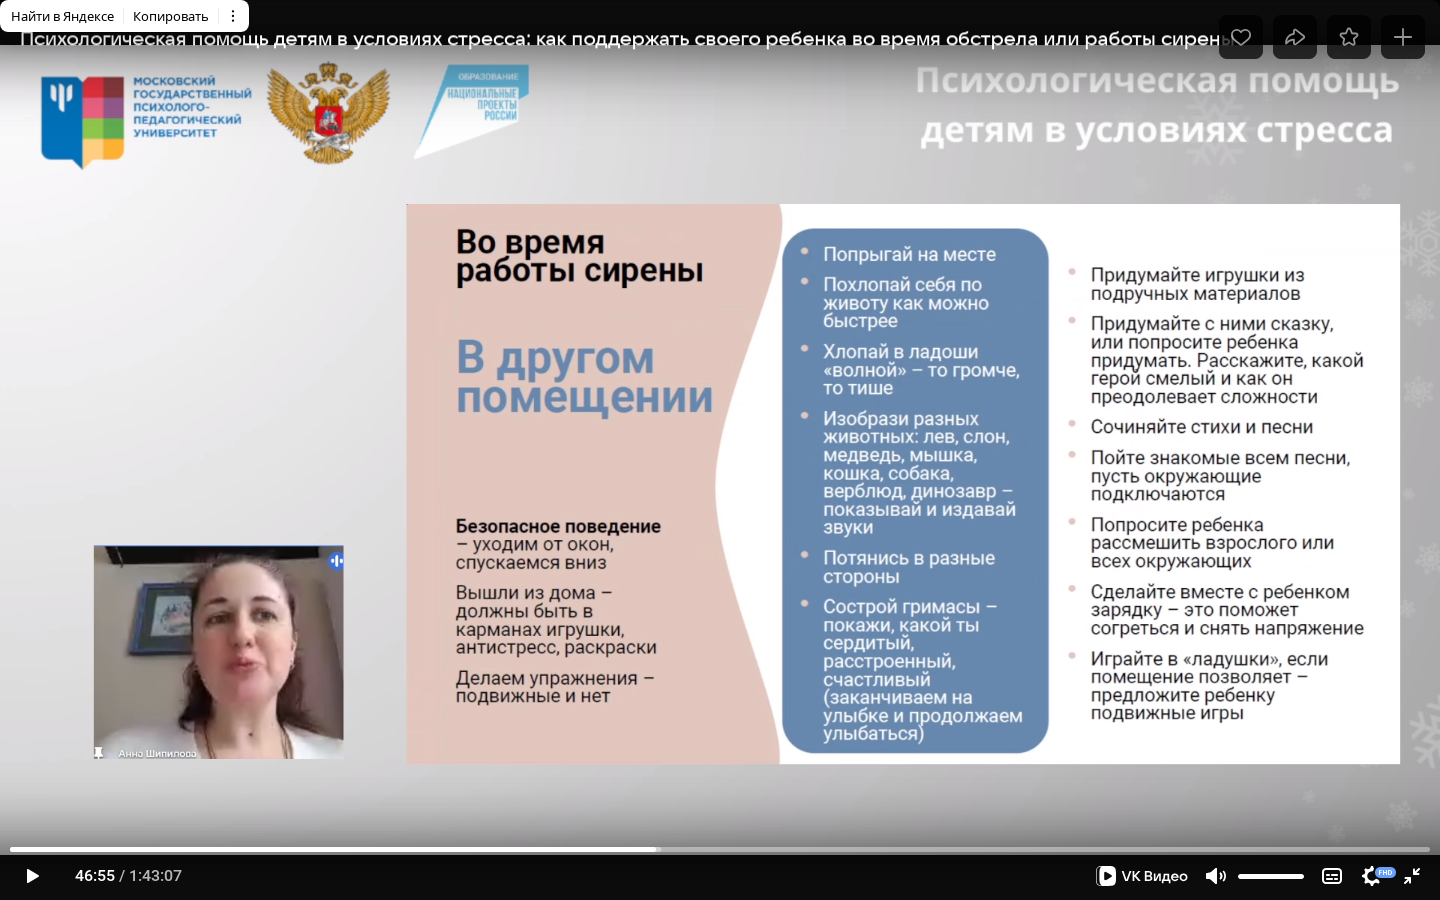 Найти в Яндексе
Копировать
Психологическая помощь детям в условиях стресса: как поддержать своего ребенка во время обстрела или работы сирены
МОСКОВСКИЙ
ГОСУДАРСТВЕННЫЙ
ПСИХОЛОГО-
ПЕДАГОГИЧЕСКИЙ
УНИВЕРСИТЕТ
ОБРАЗОВАНИЕ
НАЦИОНАЛЬНЫЕ
ПРОЕКТЫ
РОССИИ
Психологическая помощь
детям в условиях стресса
Во время
работы сирены
В другом
помещении
Безопасное поведение
– уходим от окон,
спускаемся вниз
Вышли из дома –
должны быть в
карманах игрушки,
антистресс, раскраски
Делаем упражнения –
подвижные и нет
Попрыгай на месте
Похлопай себя по
животу как можно
быстрее
Хлопай в ладоши
«волной» – то громче,
то тише
Изобрази разных
животных: лев, слон,
медведь, мышка,
кошка, собака,
верблюд, динозавр –
показывай и издавай
звуки
Потянись в разные
стороны
Сострой гримасы –
покажи, какой ты
сердитый,
расстроенный,
счастливый
(заканчиваем на
улыбке и продолжаем
улыбаться)
Придумайте игрушки из
подручных материалов
Придумайте с ними сказку,
или попросите ребенка
придумать. Расскажите, какой
герой смелый и как он
преодолевает сложности
Сочиняйте стихи и песни
Пойте знакомые всем песни,
пусть окружающие
подключаются
Попросите ребенка
рассмешить взрослого или
всех окружающих
Сделайте вместе с ребенком
зарядку – это поможет
согреться и снять напряжение
Играйте в «ладушки», если
помещение позволяет –
предложите ребенку
подвижные игры
Анна Шипилова
46:55 / 1:43:07
VK Видео
FHD